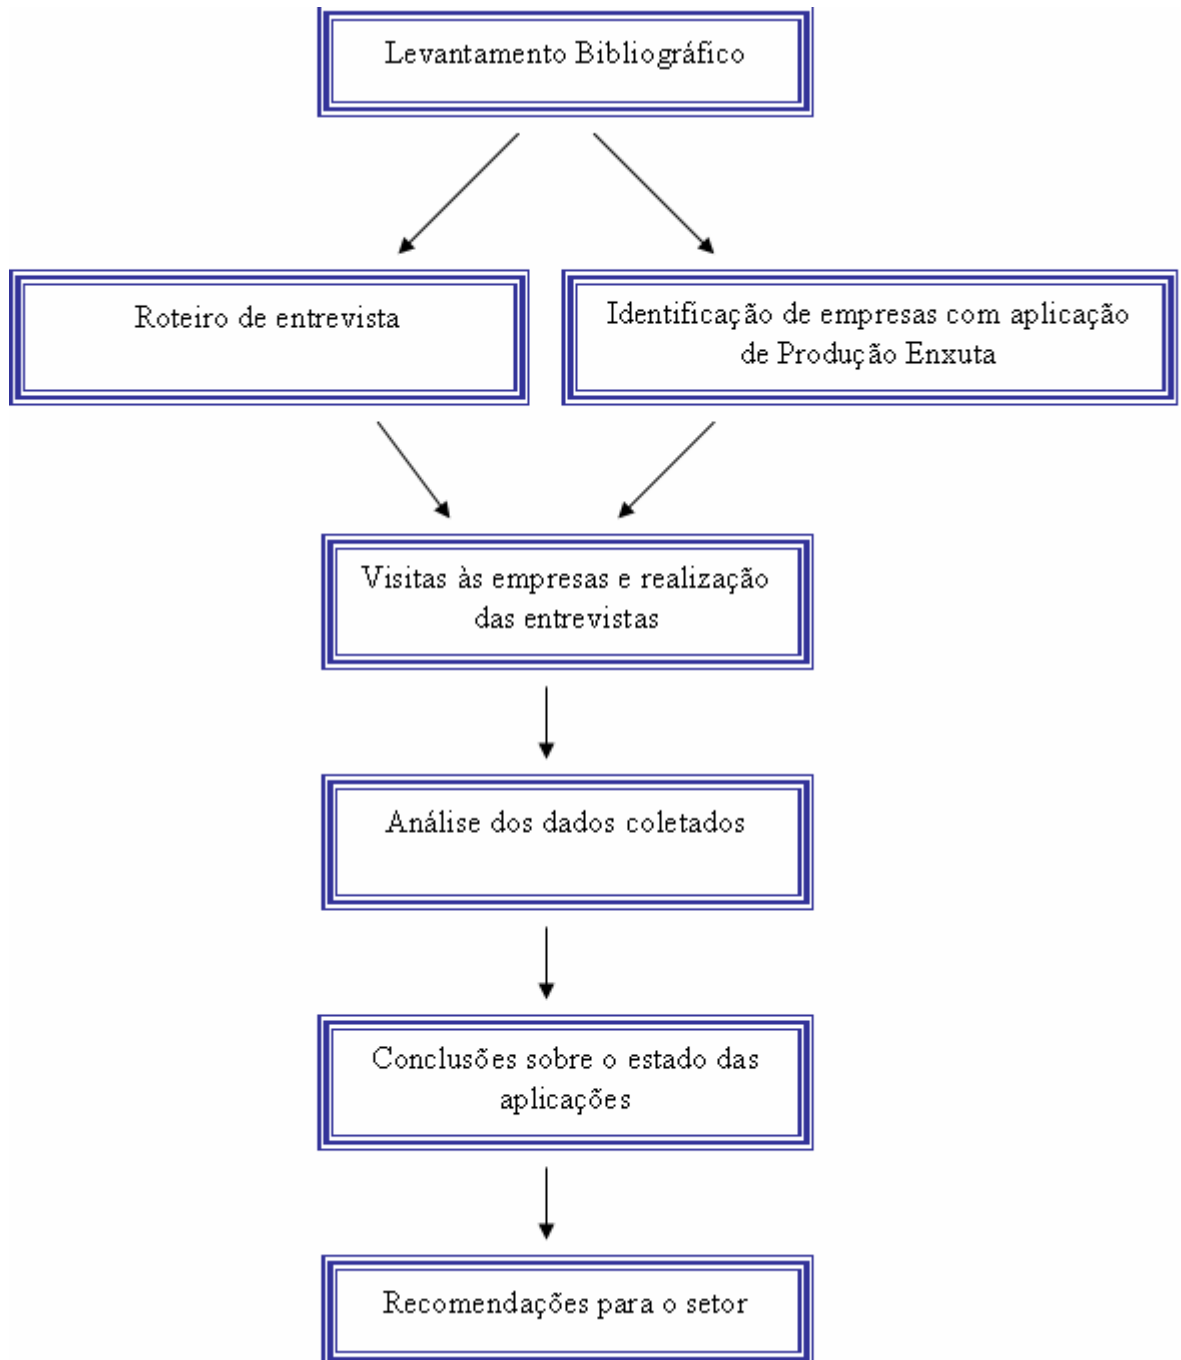 Levantamento Bibliográfico
Roteiro de entrevista
Identificação de empresas com aplicação
de Produção Enxuta
Visitas às empresas e realização
das entrevistas
Análise dos dados coletados
Conclusões sobre o estado das
aplicações
Recomendações para o setor